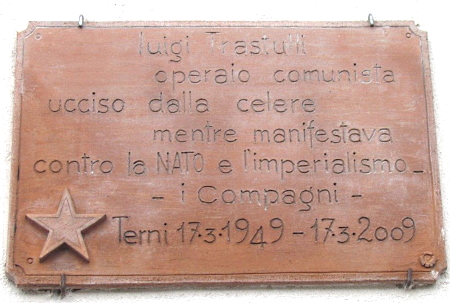 luigi Trastulli
operaio comunista
ucciso dalla celere
mentre manifestava
contro la NATO e l'imperialismo_
- i Compagni -
Terni 17.3.1949 - 17.3.2009